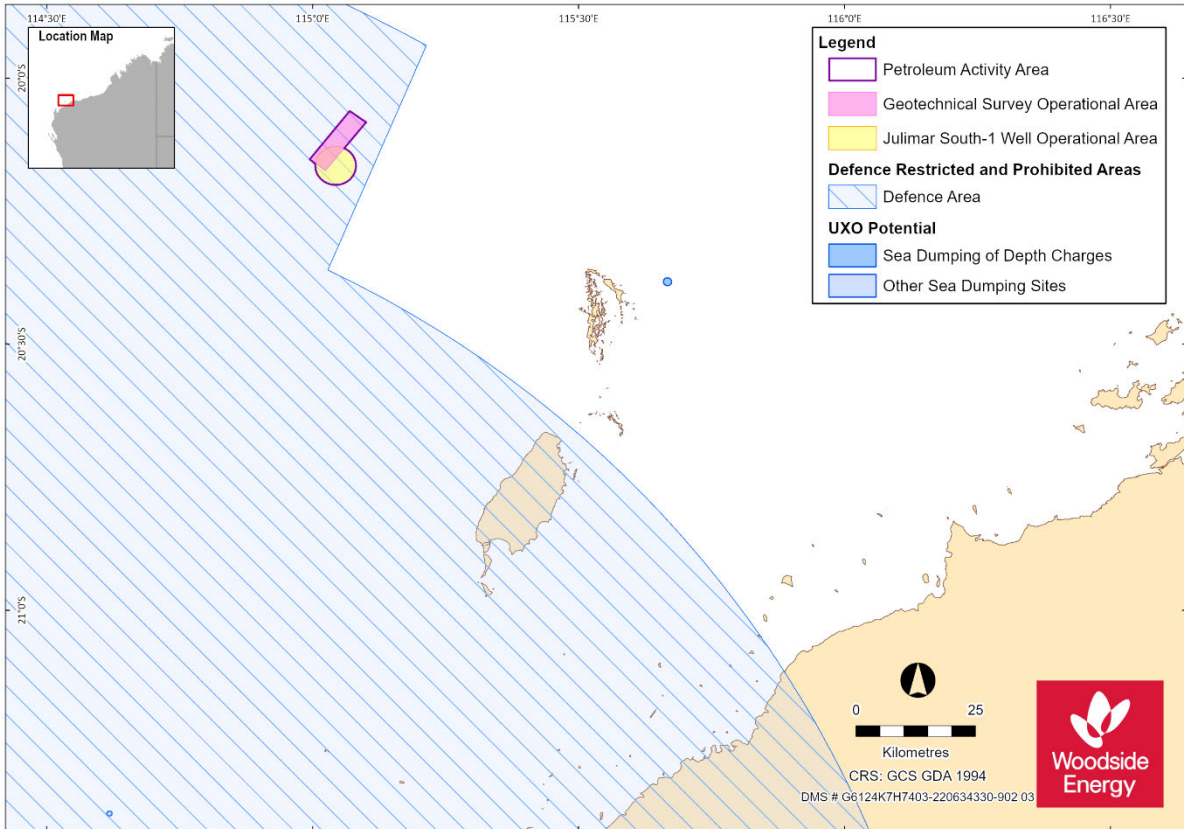 114°30'E
115°0'E
115°30'E
116°0'E
116°30'E
Location Map
20°0'S
20°30'S
21°0'S
Legend
Petroleum Activity Area
Geotechnical Survey Operational Area
Julimar South-1 Well Operational Area
Defence Restricted and Prohibited Areas
Defence Area
UXO Potential
Sea Dumping of Depth Charges
Other Sea Dumping Sites
0 25
Kilometres
CRS: GCS GDA 1994
DMS # G6124K7H7403-220634330-902 03
Woodside
Energy